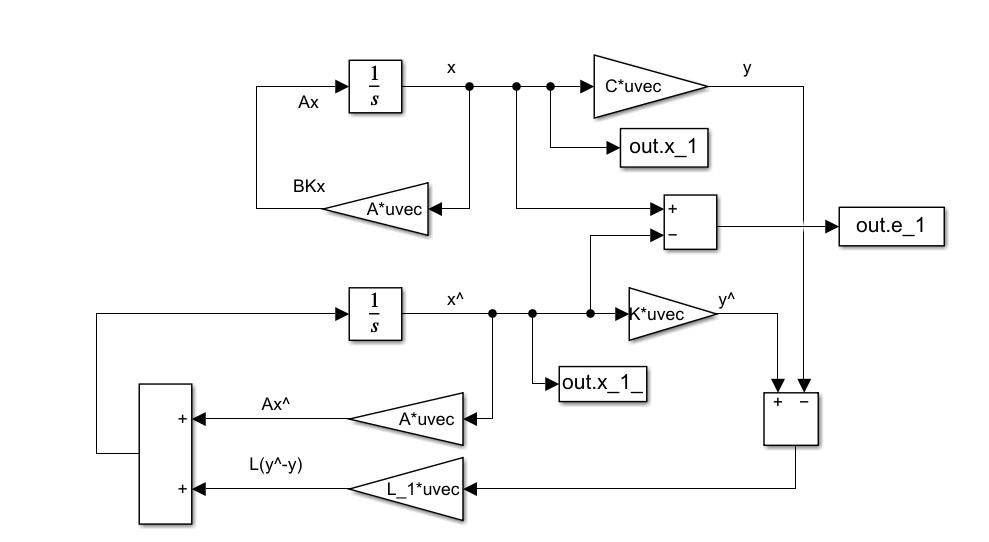 x
y
1
s
C*uvec
Ax
out.x_1
BKx
A*uvec
+
−
out.e_1
x^
y^
1
s
K*uvec
out.x_1_
+ −
Ax^
A*uvec
+
L(y^-y)
L_1*uvec
+